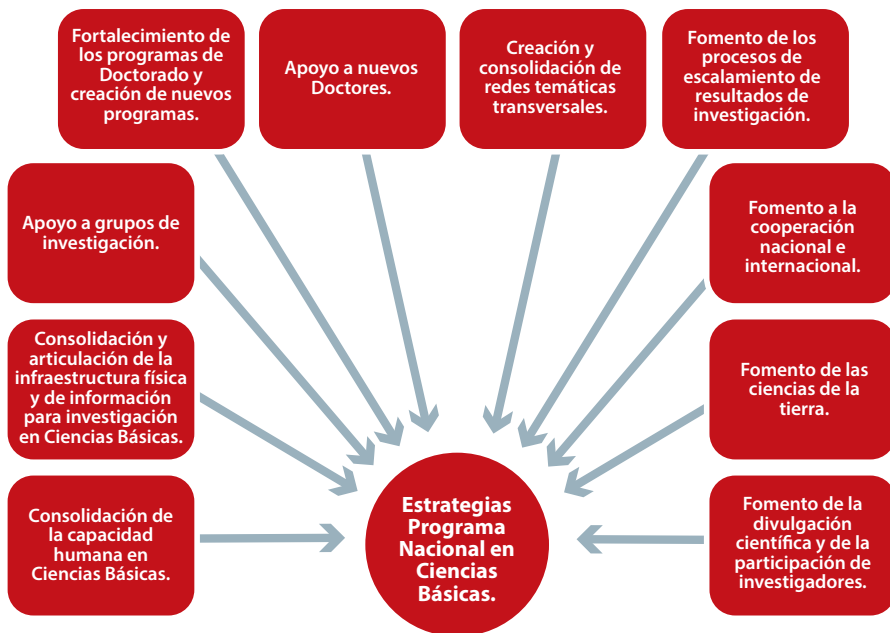 Fortalecimiento de
los programas de
Doctorado y
creación de nuevos
programas.
Apoyo a nuevos
Doctores.
Creación y
consolidación de
redes temáticas
transversales.
Fomento de los
procesos de
escalamiento de
resultados de
investigación.
Apoyo a grupos de
investigación.
Fomento a la
cooperación
nacional e
internacional.
Consolidación y
articulación de la
infraestructura física
y de información
para investigación
en Ciencias Básicas.
Fomento de las
ciencias de la
tierra.
Consolidación de
la capacidad
humana en
Ciencias Básicas.
Estrategias
Programa
Nacional en
Ciencias
Básicas.
Fomento de la
divulgación
científica y de la
participación de
investigadores.